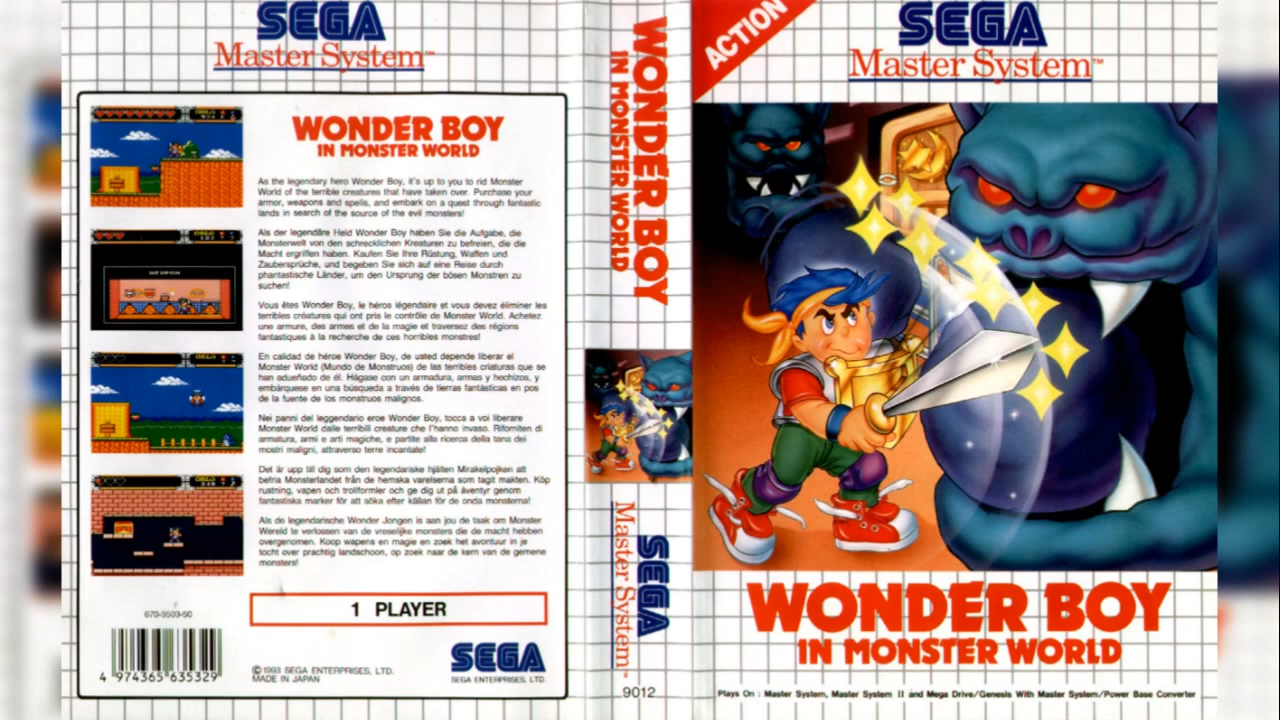 SEGA
Master System™
WONDER BOY
IN MONSTER WORLD
As the legendary hero Wonder Boy, it's up to you to rid Monster
World of the terrible creatures that have taken over. Purchase your
armor, weapons and spells, and embark on a quest through fantastic
lands in search of the source of the evil monsters!
Als der legendäre Held Wonder Boy haben Sie die Aufgabe, die
Monsterwelt von den schrecklichen Kreaturen zu befreien, die die
Macht ergriffen haben. Kaufen Sie Ihre Rüstung, Waffen und
Zaubersprüche, und begeben Sie sich auf eine Reise durch
phantastische Länder, um den Ursprung der bösen Monstren zu
suchen!
Vous êtes Wonder Boy, le héros légendaire et vous devez éliminer les
terribles créatures qui ont pris le contrôle de Monster World. Achetez
une armure, des armes et de la magie et traversez des régions
fantastiques à la recherche de ces horribles monstres!
En calidad de héroe Wonder Boy, de usted depende liberar el
Monster World (Mundo de Monstruos) de las terribles criaturas que se
han adueñado de él. Hágase con un armadura, armas y hechizos, y
embárquese en una búsqueda a través de tierras fantásticas en pos
de la fuente de los monstruos malignos.
Nei panni del leggendario eroe Wonder Boy, tocca a voi liberare
Monster World dalle terribili creature che l'hanno invaso. Riforniten di
armatura, armi e arti magiche, e partite alla ricerca della tana dei
mostri maligni, attraverso terre incantate!
Det är upp till dig som den legendariske hjälten Mirakelpojken att
befria Monsterlandet från de hemska varelserna som tagit makten. Köp
rustning, vapen och trollformler och ge dig ut på äventyr genom
fantastiska marker för att söka efter källan för de onda monsterna!
Als de legendarische Wonder Jongen is aan jou de taak om Monster
Wereld te verlossen van de vreselijke monsters die de macht hebben
overgenomen. Koop wapens en magie en zoek het avontuur in je
tocht over prachtig landschoon, op zoek naar de kern van de gemene
monsters!
1 PLAYER
670-3503-50
4 974365 635329
©1993 SEGA ENTERPRISES, LTD.
MADE IN JAPAN
SEGA
SEGA ENTERPRISES, LTD.
WONDER BOY
IN MONSTER WORLD
SEGA
Master System™
9012
ACTION
SEGA
Master System™
WONDER BOY
IN MONSTER WORLD
Plays On : Master System, Master System II and Mega Drive/Genesis With Master System/Power Base Converter